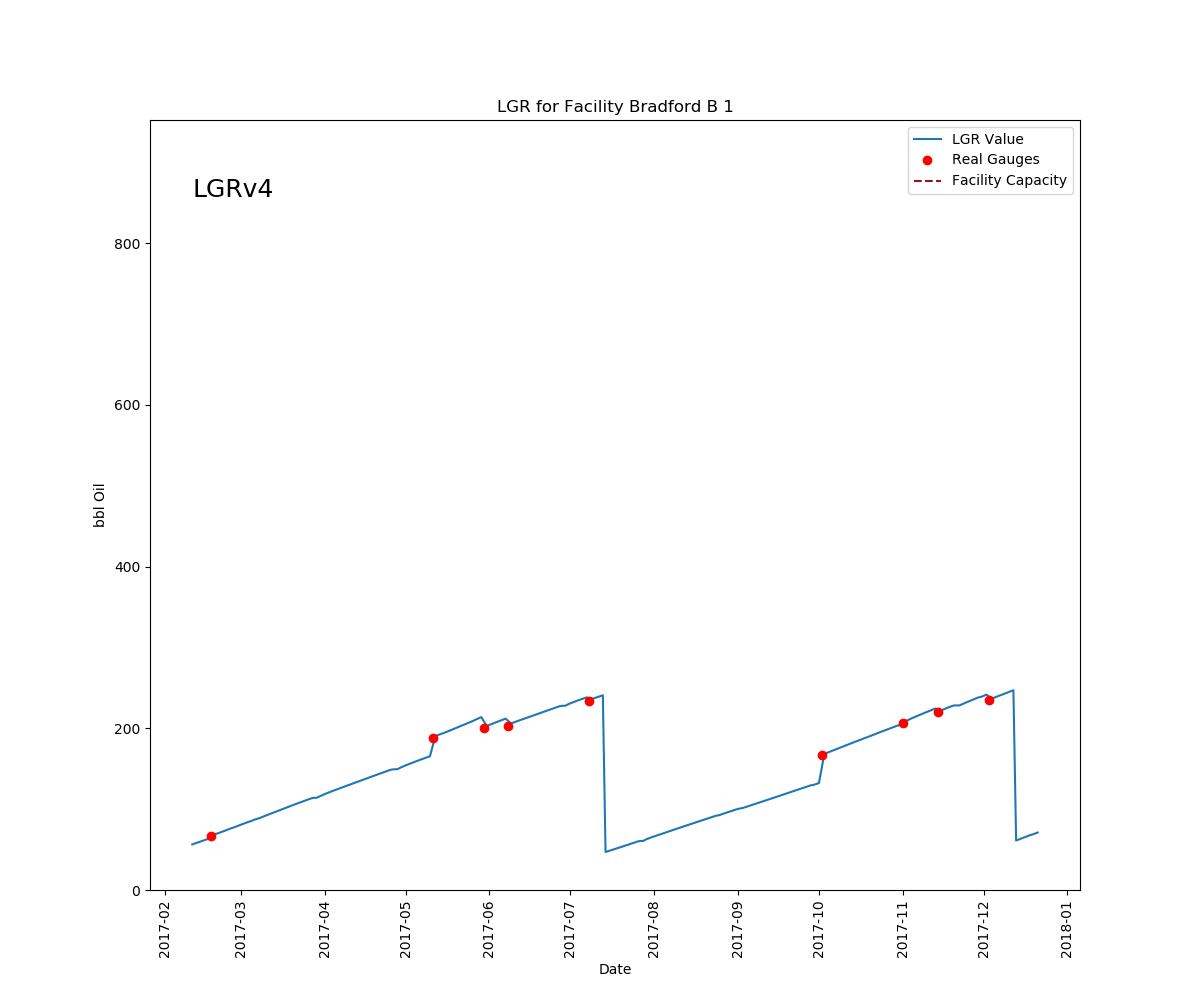 LGR for Facility Bradford B 1
LGR Value
Real Gauges
Facility Capacity
LGRv4
800
600
400
200
0
bbl Oil
2017-02
2017-03
2017-04
2017-05
2017-06
2017-07
2017-08
2017-09
2017-10
2017-11
2017-12
2018-01
Date